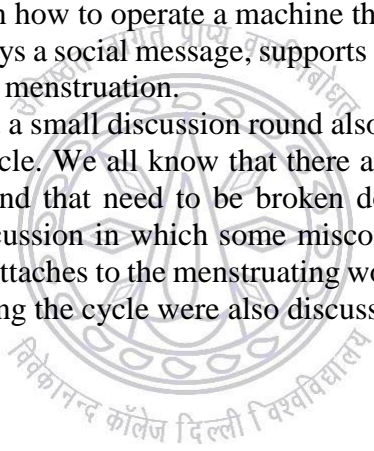 n how to operate a machine th
ys a social message, supports
menstruation.
a small discussion round also
cle. We all know that there a
nd that need to be broken d
cussion in which some misco
ttaches to the menstruating wo
ng the cycle were also discuss
विवेकानन्द कॉलेज दिल्ली विश्वविद्यालय